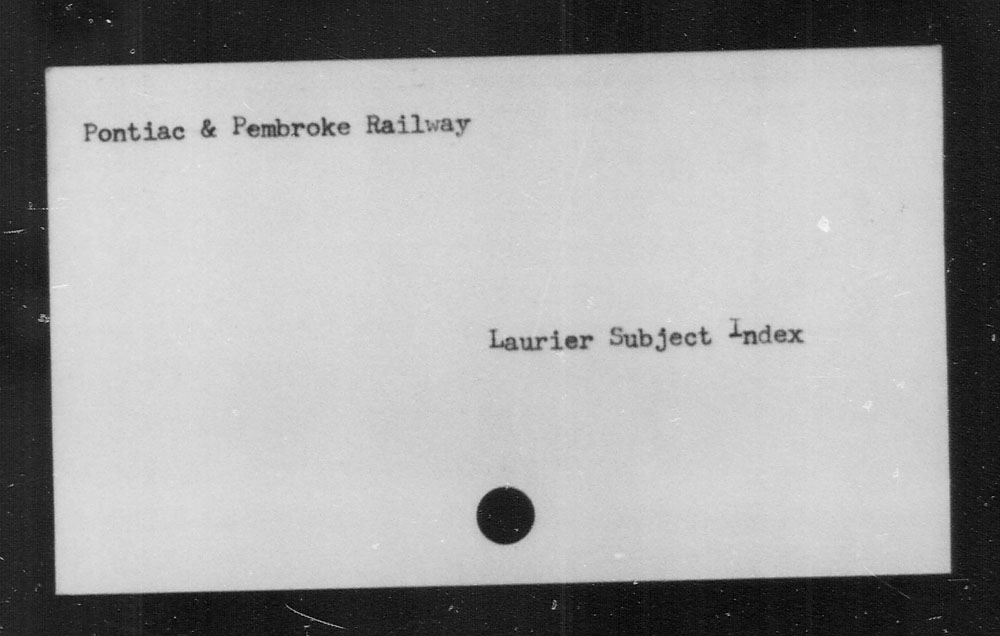 Pontiac & Pembroke Railway
Laurier Subject Index